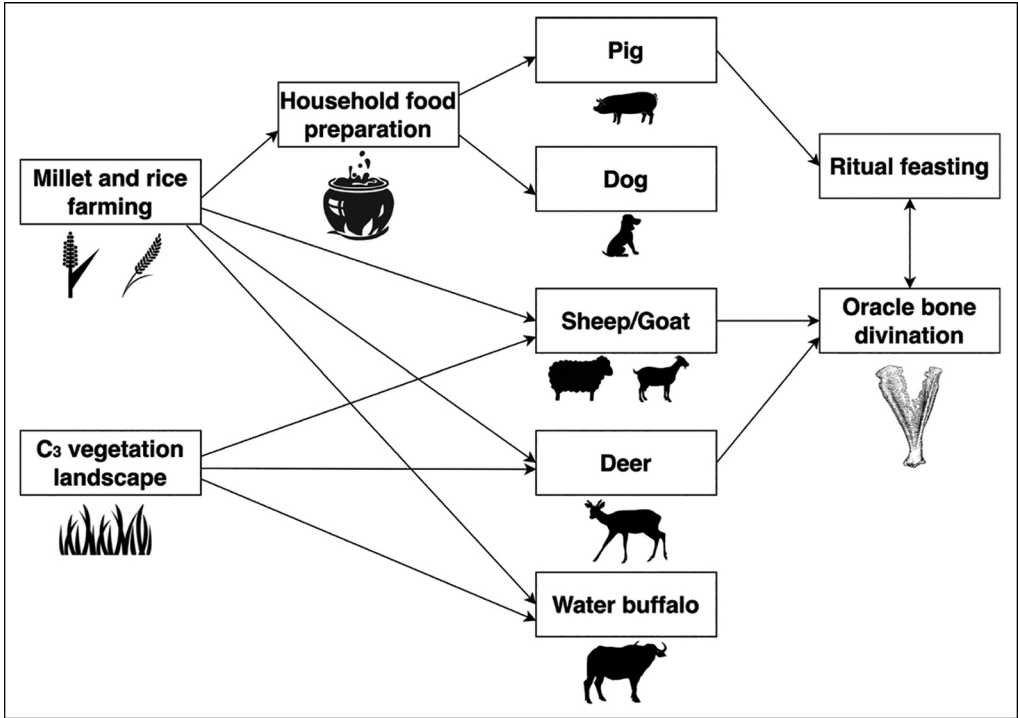 Pig
Household food
preparation
Ritual feasting
Millet and rice
farming
Dog
Sheep/Goat
Oracle bone
divination
C₃ vegetation
landscape
Deer
Water buffalo